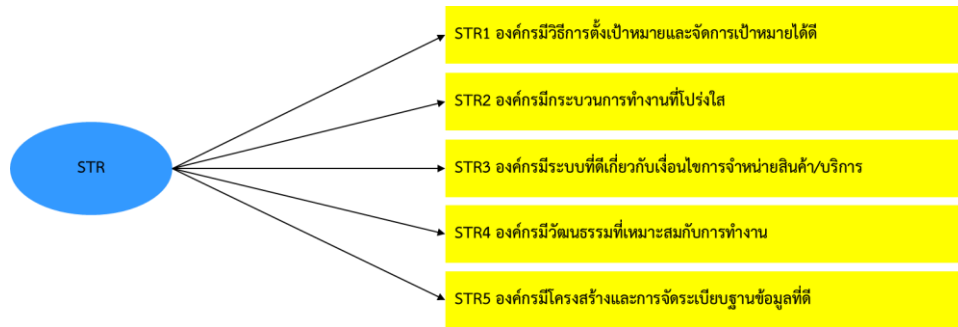 STR
STR1 องค์กรมีวิธีการตั้งเป้าหมายและจัดการเป้าหมายได้ดี
STR2 องค์กรมีกระบวนการทำงานที่โปร่งใส
STR3 องค์กรมีระบบที่ดีเกี่ยวกับเงื่อนไขการจำหน่ายสินค้า/บริการ
STR4 องค์กรมีวัฒนธรรมที่เหมาะสมกับการทำงาน
STR5 องค์กรมีโครงสร้างและการจัดระเบียบฐานข้อมูลที่ดี